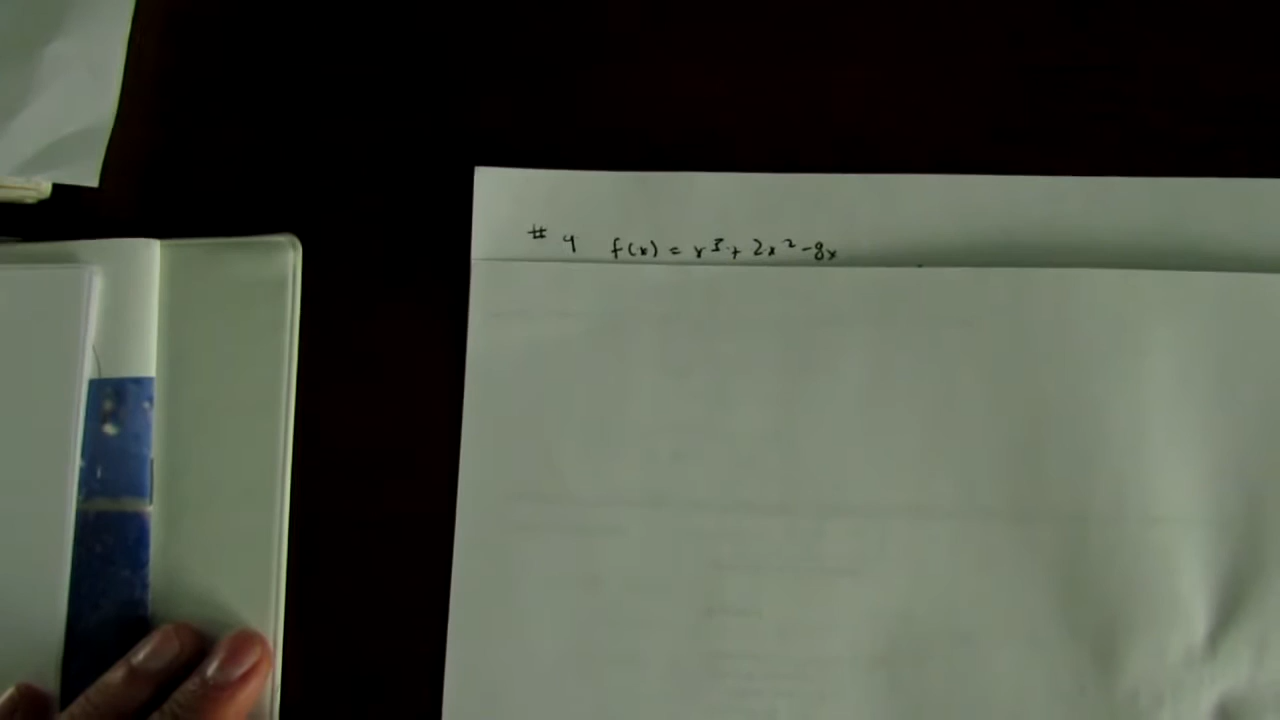 # 4 f(x) = x³ + 2x² - 8x